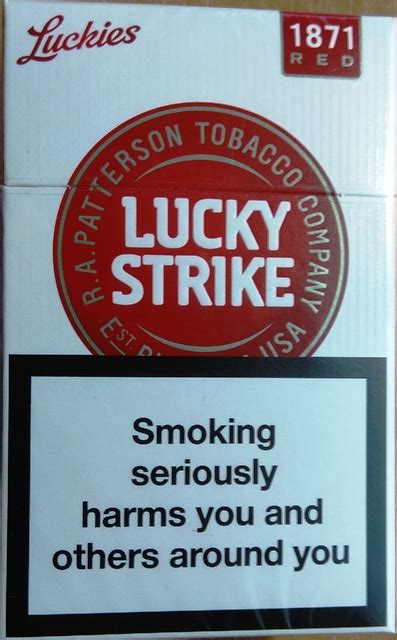 Luckies
1871
RED
R.A.PATTERSON TOBACCO COMPANY
LUCKY
STRIKE
EST. USA
Smoking
seriously
harms you and
others around you